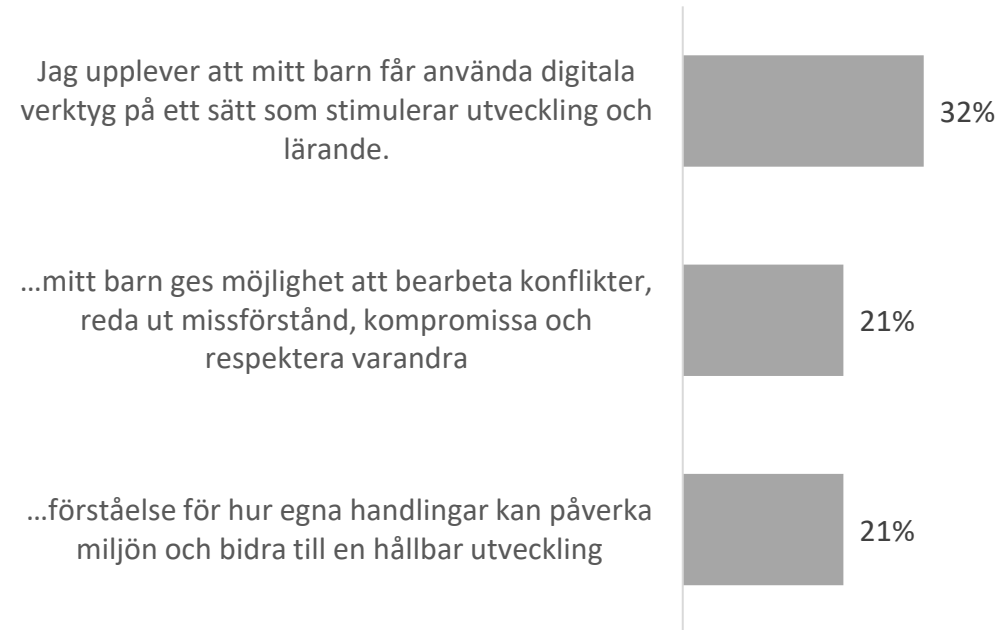 Jag upplever att mitt barn får använda digitala
verktyg på ett sätt som stimulerar utveckling och
lärande.
32%
...mitt barn ges möjlighet att bearbeta konflikter,
reda ut missförstånd, kompromissa och
respektera varandra
21%
...förståelse för hur egna handlingar kan påverka
miljön och bidra till en hållbar utveckling
21%